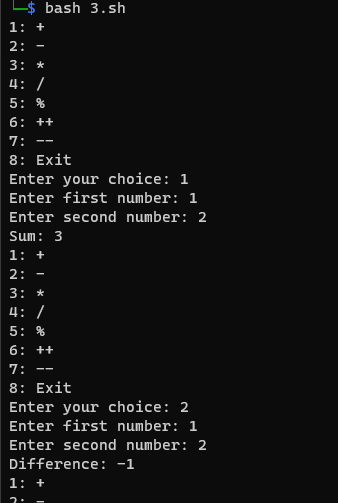 └─$ bash 3.sh
1: +
2: -
3: *
4: /
5: %
6: ++
7: --
8: Exit
Enter your choice: 1
Enter first number: 1
Enter second number: 2
Sum: 3
1: +
2: -
3: *
4: /
5: %
6: ++
7: --
8: Exit
Enter your choice: 2
Enter first number: 1
Enter second number: 2
Difference: -1
1: +
2: -